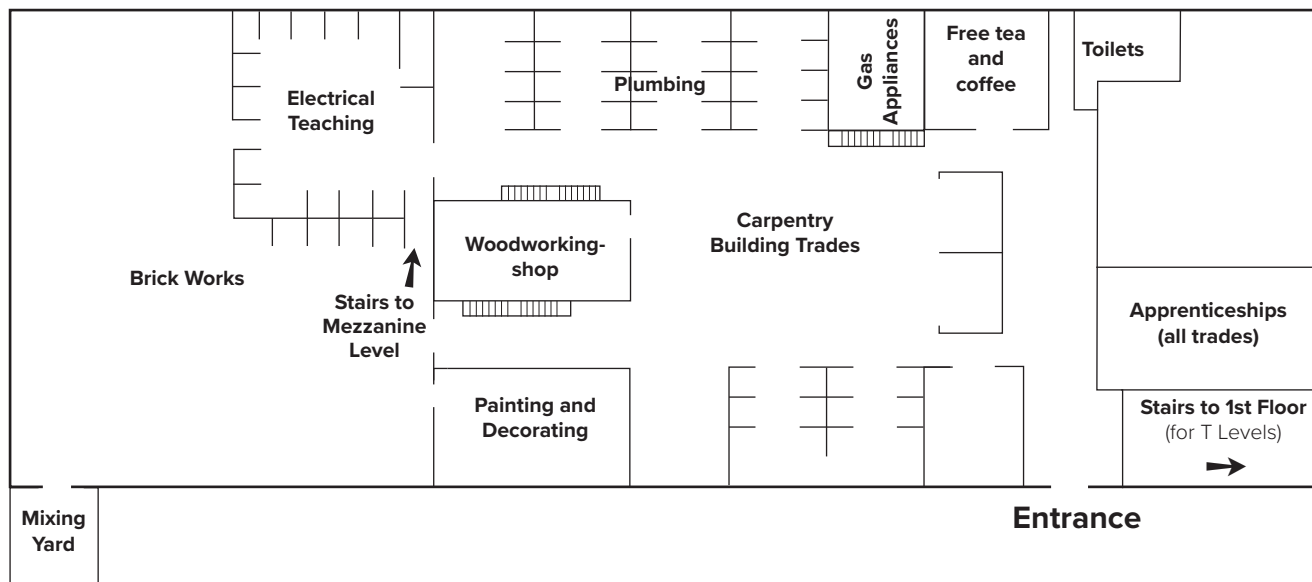 Electrical
Teaching
Plumbing
Gas
Appliances
Free tea
and
coffee
Toilets
Brick Works
Stairs to
Mezzanine
Level
Woodworking-
shop
Carpentry
Building Trades
Apprenticeships
(all trades)
Painting and
Decorating
Stairs to 1st Floor
(for T Levels)
Mixing
Yard
Entrance